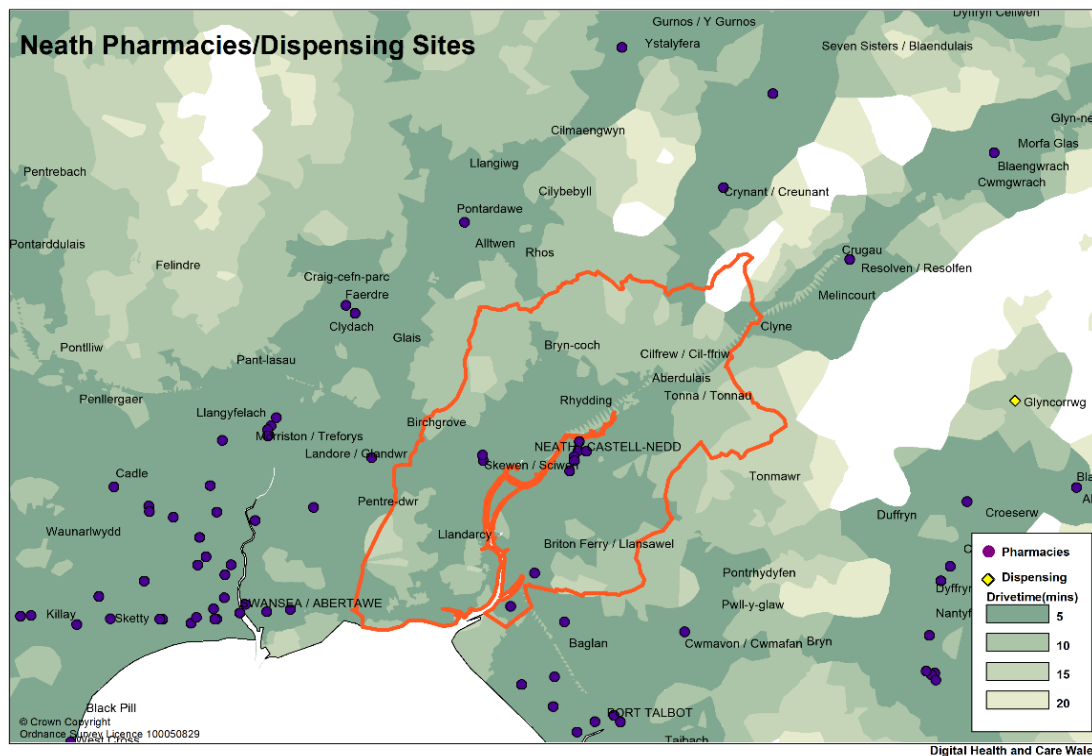 Neath Pharmacies/Dispensing Sites
Gurnos / Y Gurnos
Dyffryn Cellwen
Ystalyfera
Seven Sisters / Blaendulais
Cilmaengwyn
Morfa Glas
Llangiwg
Blaengwrach
Pentrebach
Cwmgwrach
Cilybebyll
Crynant / Creunant
Pontardawe
Pontarddulais
Alltwen
Rhos
Crugau
Felindre
Resolven / Resolfen
Craig-cefn-parc
Faerdre
Melincourt
Clydach
Clyne
Glais
Pontlliw
Bryn-coch
Cilfrew / Cil-ffriw
Pant-lasau
Aberdulais
Penllergaer
Rhydding
Tonna / Tonnau
Glyncorrwg
Llangyfelach
Birchgrove
Morriston / Treforys
NEATH / CASTELL-NEDD
Landore / Glandwr
Skewen / Sciwen
Cadle
Tonmawr
Pentre-dwr
Duffryn
Croeserw
Waunarlwydd
Llandarcy
Briton Ferry / Llansawel
Pontrhydyfen
SWANSEA / ABERTAWE
Pwll-y-glaw
Killay
Sketty
Baglan
Cwmavon / Cwmafan
Bryn
Black Pill
PORT TALBOT
West Cross
Taibach
Pharmacies
Dispensing
Drivetime(mins)
5
10
15
20
© Crown Copyright
Ordnance Survey Licence 100050829
Digital Health and Care Wales